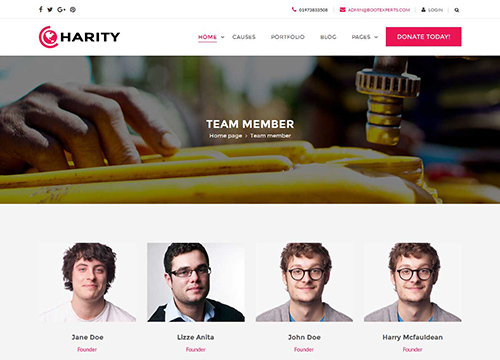 01973833508 ADMIN@BOOTEXPERTS.COM LOGIN
HARITY
HOME CAUSES PORTFOLIO BLOG PAGES DONATE TODAY!
TEAM MEMBER
Home page > Team member
Jane Doe Lizze Anita John Doe Harry Mcfauldean
Founder Founder Founder Founder